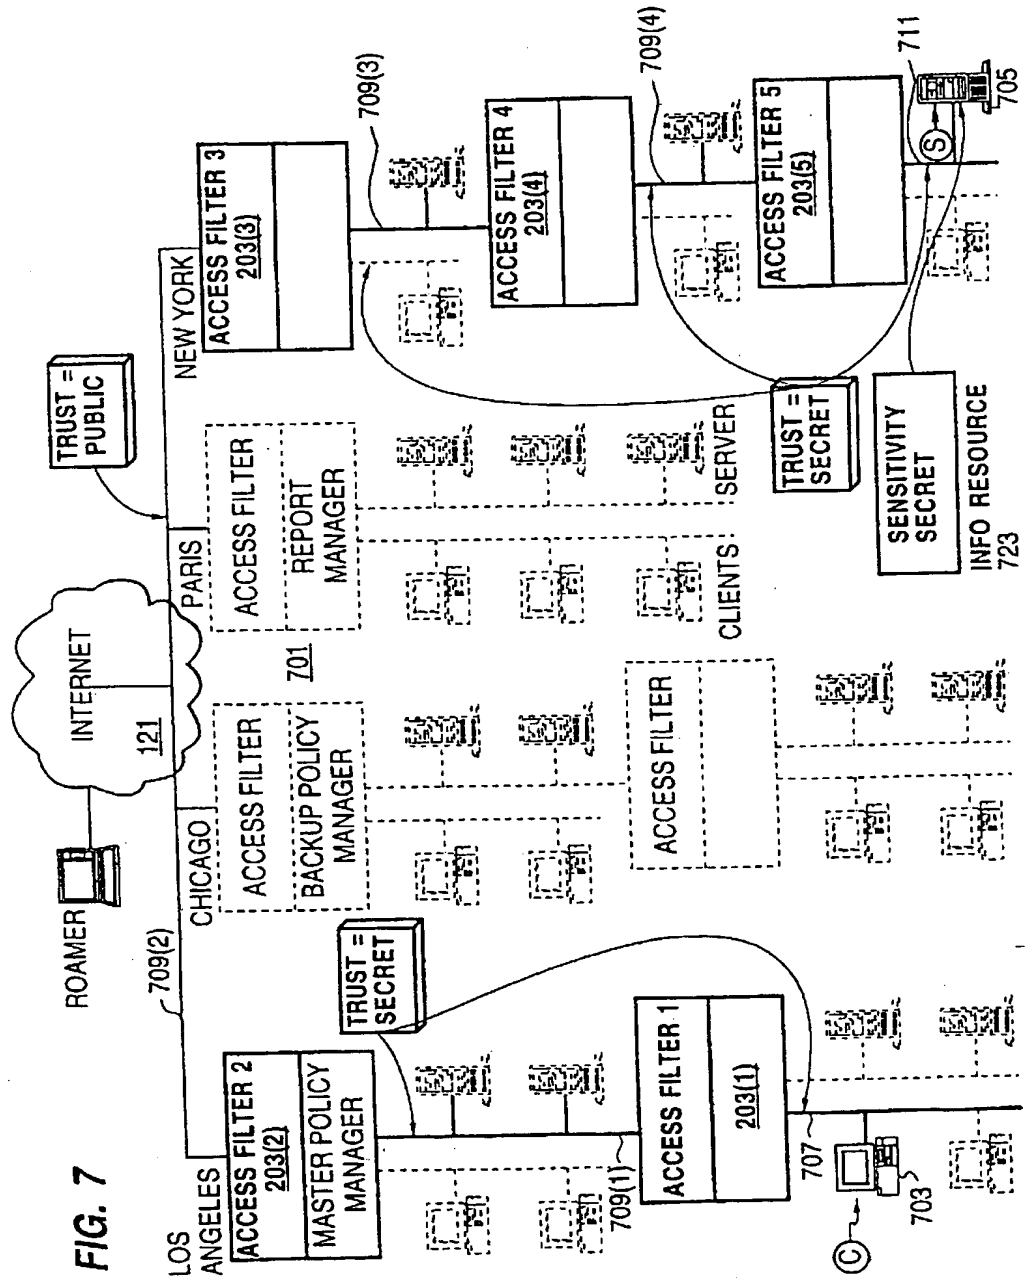 FIG. 7
ROAMER
INTERNET
121
709(2)
TRUST =
PUBLIC
LOS
ANGELES
CHICAGO
PARIS
NEW YORK
ACCESS FILTER 2
203(2)
MASTER POLICY
MANAGER
ACCESS FILTER
BACKUP POLICY
MANAGER
701
ACCESS FILTER
REPORT
MANAGER
ACCESS FILTER 3
203(3)
709(3)
TRUST =
SECRET
ACCESS FILTER 4
203(4)
709(4)
709(1)
ACCESS FILTER 1
203(1)
ACCESS FILTER
CLIENTS
SERVER
TRUST =
SECRET
ACCESS FILTER 5
203(5)
711
707
C
703
SENSITIVITY
SECRET
INFO RESOURCE
723
S
705